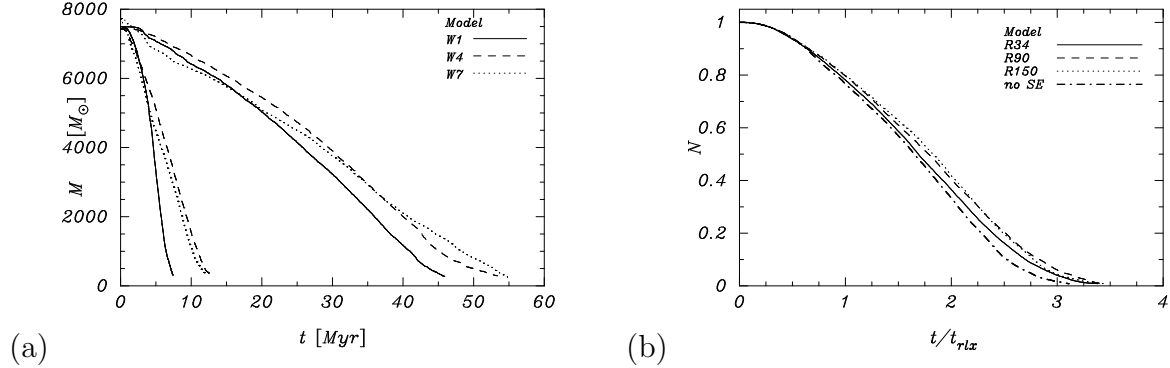 8000
6000
4000
2000
0
M [M⊙]
0 10 20 30 40 50 60
t [Myr]
Model
W1
W4
W7
(a)
1
0.8
0.6
0.4
0.2
0
N
0 1 2 3 4
t/t_rlx
Model
R34
R90
R150
no SE
(b)